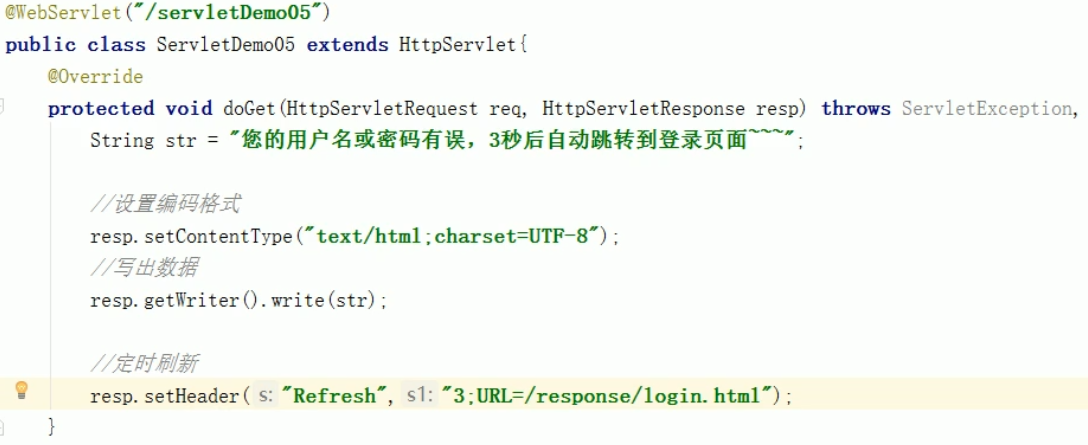 @WebServlet("/servletDemo05")
public class ServletDemo05 extends HttpServlet{
@Override
protected void doGet(HttpServletRequest req, HttpServletResponse resp) throws ServletException,
String str = "您的用户名或密码有误，3秒后自动跳转到登录页面~~~";
//设置编码格式
resp.setContentType("text/html;charset=UTF-8");
//写出数据
resp.getWriter().write(str);
//定时刷新
resp.setHeader( s: "Refresh", s1: "3;URL=/response/login.html");
}